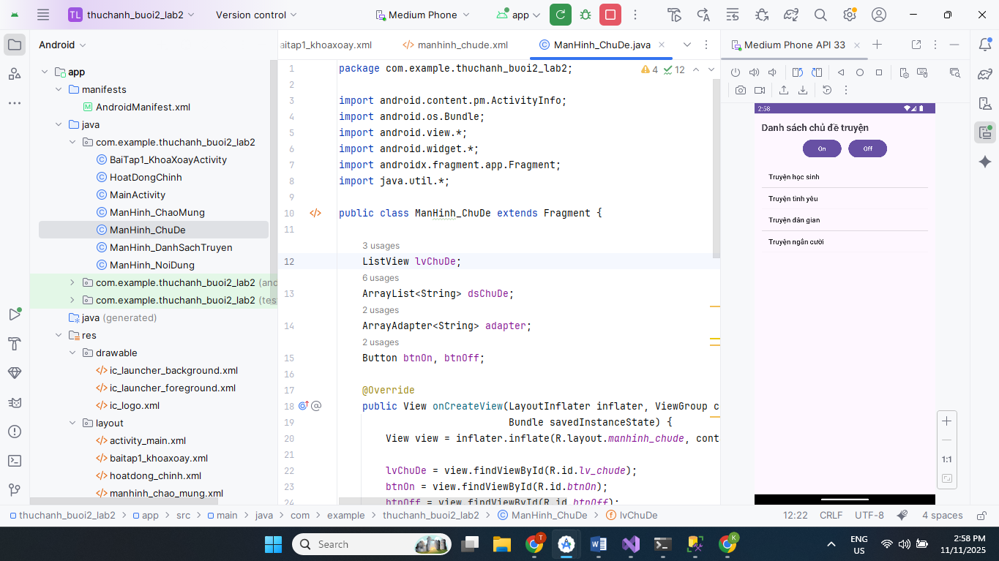 TL thuchanh_buoi2_lab2 Version control Medium Phone app
Android
app
manifests
AndroidManifest.xml
java
com.example.thuchanh_buoi2_lab2
BaiTap1_KhoaXoayActivity
HoatDongChinh
MainActivity
ManHinh_ChaoMung
ManHinh_ChuDe
ManHinh_DanhSachTruyen
ManHinh_NoiDung
com.example.thuchanh_buoi2_lab2 (and
com.example.thuchanh_buoi2_lab2 (tes
java (generated)
res
drawable
ic_launcher_background.xml
ic_launcher_foreground.xml
ic_logo.xml
layout
activity_main.xml
baitap1_khoaxoay.xml
hoatdong_chinh.xml
manhinh_chao_mung.xml
baitap1_khoaxoay.xml manhinh_chude.xml ManHinh_ChuDe.java
4 12
1 package com.example.thuchanh_buoi2_lab2;
2
3 import android.content.pm.ActivityInfo;
4 import android.os.Bundle;
5 import android.view.*;
6 import android.widget.*;
7 import androidx.fragment.app.Fragment;
8 import java.util.*;
9
10 public class ManHinh_ChuDe extends Fragment {
11
3 usages
12 ListView lvChuDe;
6 usages
13 ArrayList<String> dsChuDe;
2 usages
14 ArrayAdapter<String> adapter;
2 usages
15 Button btnOn, btnOff;
16
17 @Override
18 public View onCreateView(LayoutInflater inflater, ViewGroup c
19 Bundle savedInstanceState) {
20 View view = inflater.inflate(R.layout.manhinh_chude, cont
21
22 lvChuDe = view.findViewById(R.id.lv_chude);
23 btnOn = view.findViewById(R.id.btnOn);
24 btnOff = view.findViewById(R.id.btnOff);
Medium Phone API 33
2:58
Danh sách chủ đề truyện
On Off
Truyện học sinh
Truyện tình yêu
Truyện dân gian
Truyện ngắn cười
1:1
thuchanh_buoi2_lab2 > app > src > main > java > com > example > thuchanh_buoi2_lab2 > ManHinh_ChuDe > lvChuDe 12:22 CRLF UTF-8 4 spaces
Search
ENG
US
2:58 PM
11/11/2025